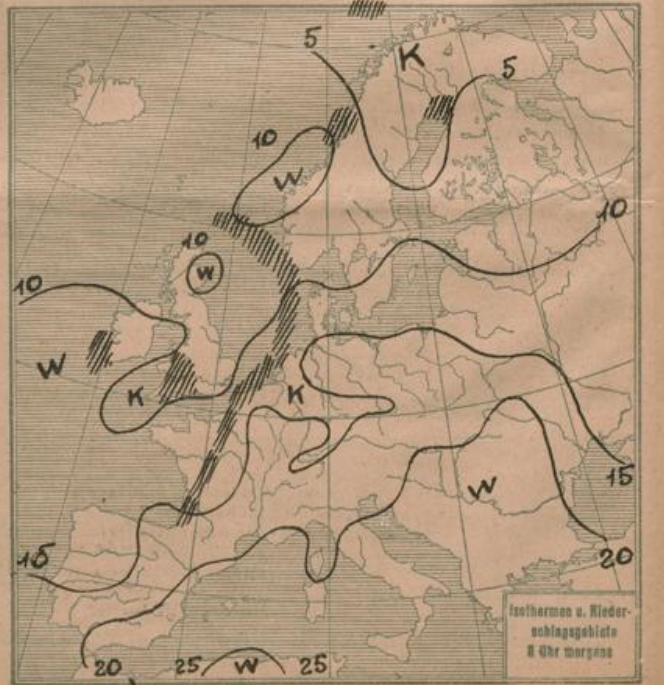 5
K
5
10
W
10
10
W
10
W
K
K
W
15
15
20
Isothermen u. Nieder-
schlagsgebiete
8 Uhr morgens
20
25
W
25